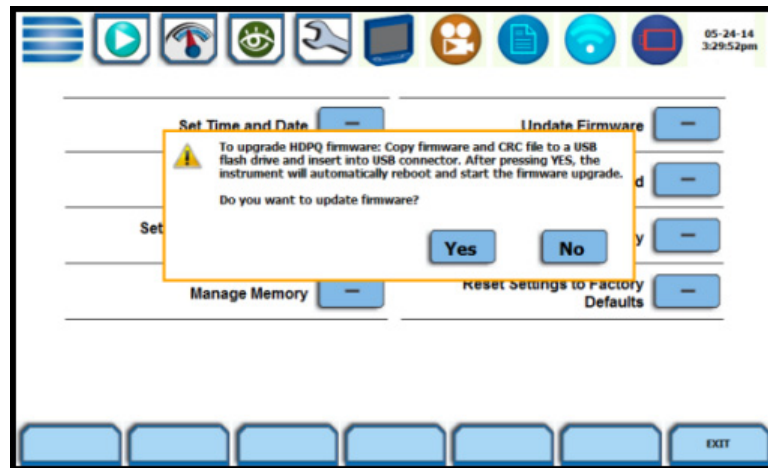 05-24-14
3:29:52pm
Set Time and Date
Update Firmware
To upgrade HDPQ firmware: Copy firmware and CRC file to a USB
flash drive and insert into USB connector. After pressing YES, the
instrument will automatically reboot and start the firmware upgrade.
Do you want to update firmware?
d
Set
y
Yes
No
Manage Memory
Reset Settings to Factory
Defaults
EXIT